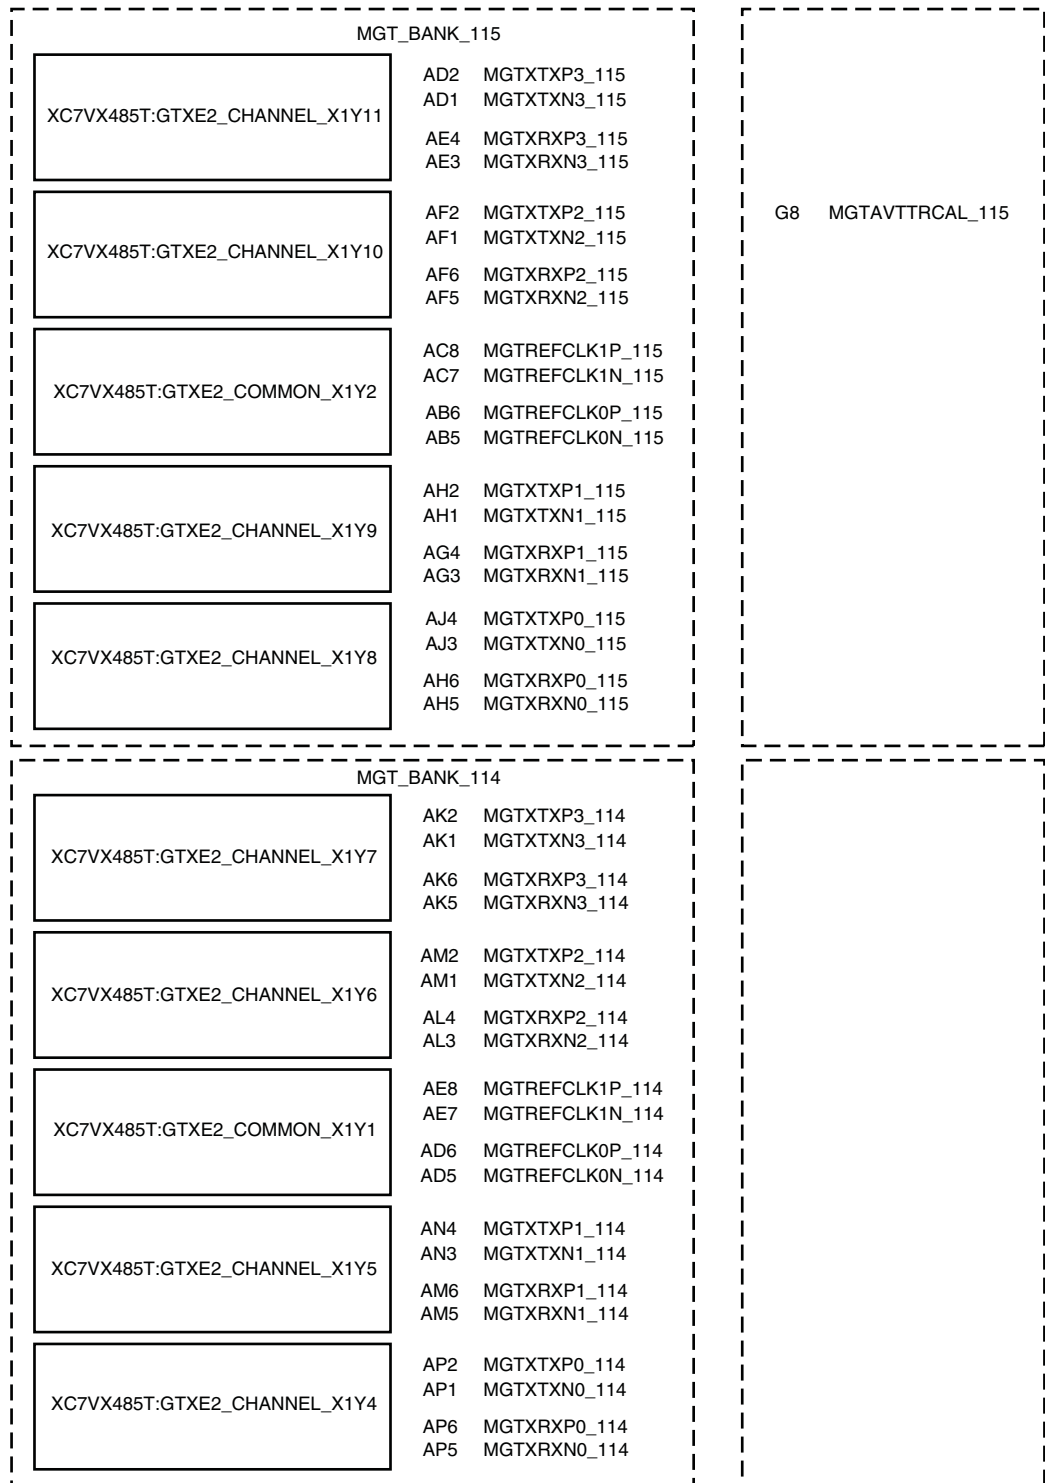 MGT_BANK_115
XC7VX485T:GTXE2_CHANNEL_X1Y11
AD2 MGTXTXP3_115
AD1 MGTXTXN3_115
AE4 MGTXRXP3_115
AE3 MGTXRXN3_115
XC7VX485T:GTXE2_CHANNEL_X1Y10
AF2 MGTXTXP2_115
AF1 MGTXTXN2_115
AF6 MGTXRXP2_115
AF5 MGTXRXN2_115
XC7VX485T:GTXE2_COMMON_X1Y2
AC8 MGTREFCLK1P_115
AC7 MGTREFCLK1N_115
AB6 MGTREFCLK0P_115
AB5 MGTREFCLK0N_115
XC7VX485T:GTXE2_CHANNEL_X1Y9
AH2 MGTXTXP1_115
AH1 MGTXTXN1_115
AG4 MGTXRXP1_115
AG3 MGTXRXN1_115
XC7VX485T:GTXE2_CHANNEL_X1Y8
AJ4 MGTXTXP0_115
AJ3 MGTXTXN0_115
AH6 MGTXRXP0_115
AH5 MGTXRXN0_115
G8 MGTAVTTRCAL_115
MGT_BANK_114
XC7VX485T:GTXE2_CHANNEL_X1Y7
AK2 MGTXTXP3_114
AK1 MGTXTXN3_114
AK6 MGTXRXP3_114
AK5 MGTXRXN3_114
XC7VX485T:GTXE2_CHANNEL_X1Y6
AM2 MGTXTXP2_114
AM1 MGTXTXN2_114
AL4 MGTXRXP2_114
AL3 MGTXRXN2_114
XC7VX485T:GTXE2_COMMON_X1Y1
AE8 MGTREFCLK1P_114
AE7 MGTREFCLK1N_114
AD6 MGTREFCLK0P_114
AD5 MGTREFCLK0N_114
XC7VX485T:GTXE2_CHANNEL_X1Y5
AN4 MGTXTXP1_114
AN3 MGTXTXN1_114
AM6 MGTXRXP1_114
AM5 MGTXRXN1_114
XC7VX485T:GTXE2_CHANNEL_X1Y4
AP2 MGTXTXP0_114
AP1 MGTXTXN0_114
AP6 MGTXRXP0_114
AP5 MGTXRXN0_114